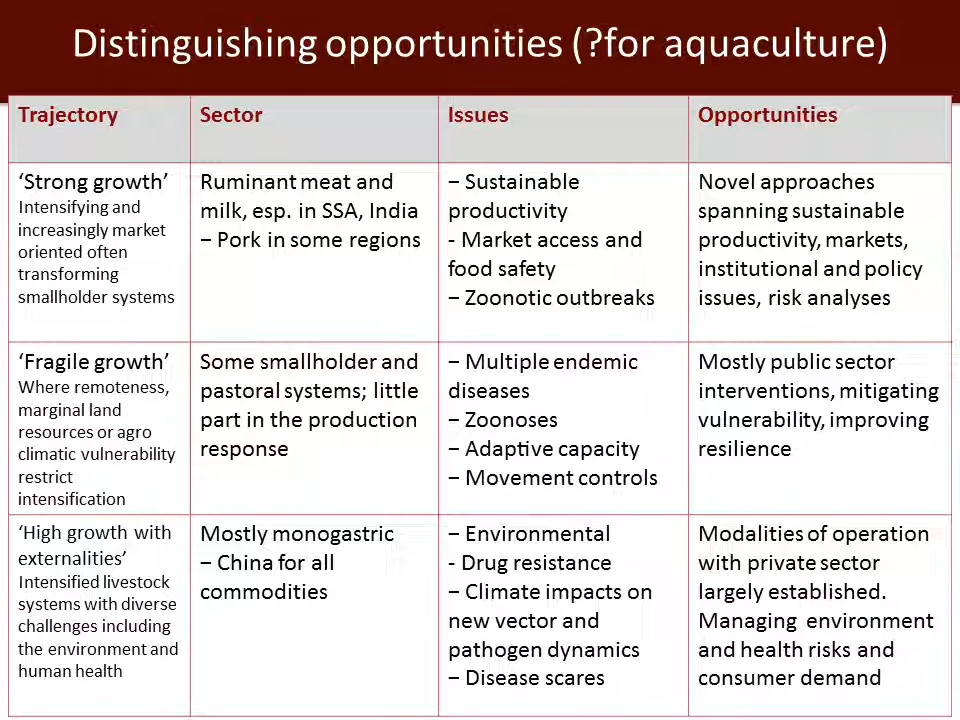 Distinguishing opportunities (?for aquaculture)
Trajectory
Sector
Issues
Opportunities
‘Strong growth’
Intensifying and
increasingly market
oriented often
transforming
smallholder systems
Ruminant meat and
milk, esp. in SSA, India
− Pork in some regions
− Sustainable
productivity
- Market access and
food safety
− Zoonotic outbreaks
Novel approaches
spanning sustainable
productivity, markets,
institutional and policy
issues, risk analyses
‘Fragile growth’
Where remoteness,
marginal land
resources or agro
climatic vulnerability
restrict
intensification
Some smallholder and
pastoral systems; little
part in the production
response
− Multiple endemic
diseases
− Zoonoses
− Adaptive capacity
− Movement controls
Mostly public sector
interventions, mitigating
vulnerability, improving
resilience
‘High growth with
externalities’
Intensified livestock
systems with diverse
challenges including
the environment and
human health
Mostly monogastric
− China for all
commodities
− Environmental
- Drug resistance
− Climate impacts on
new vector and
pathogen dynamics
− Disease scares
Modalities of operation
with private sector
largely established.
Managing environment
and health risks and
consumer demand